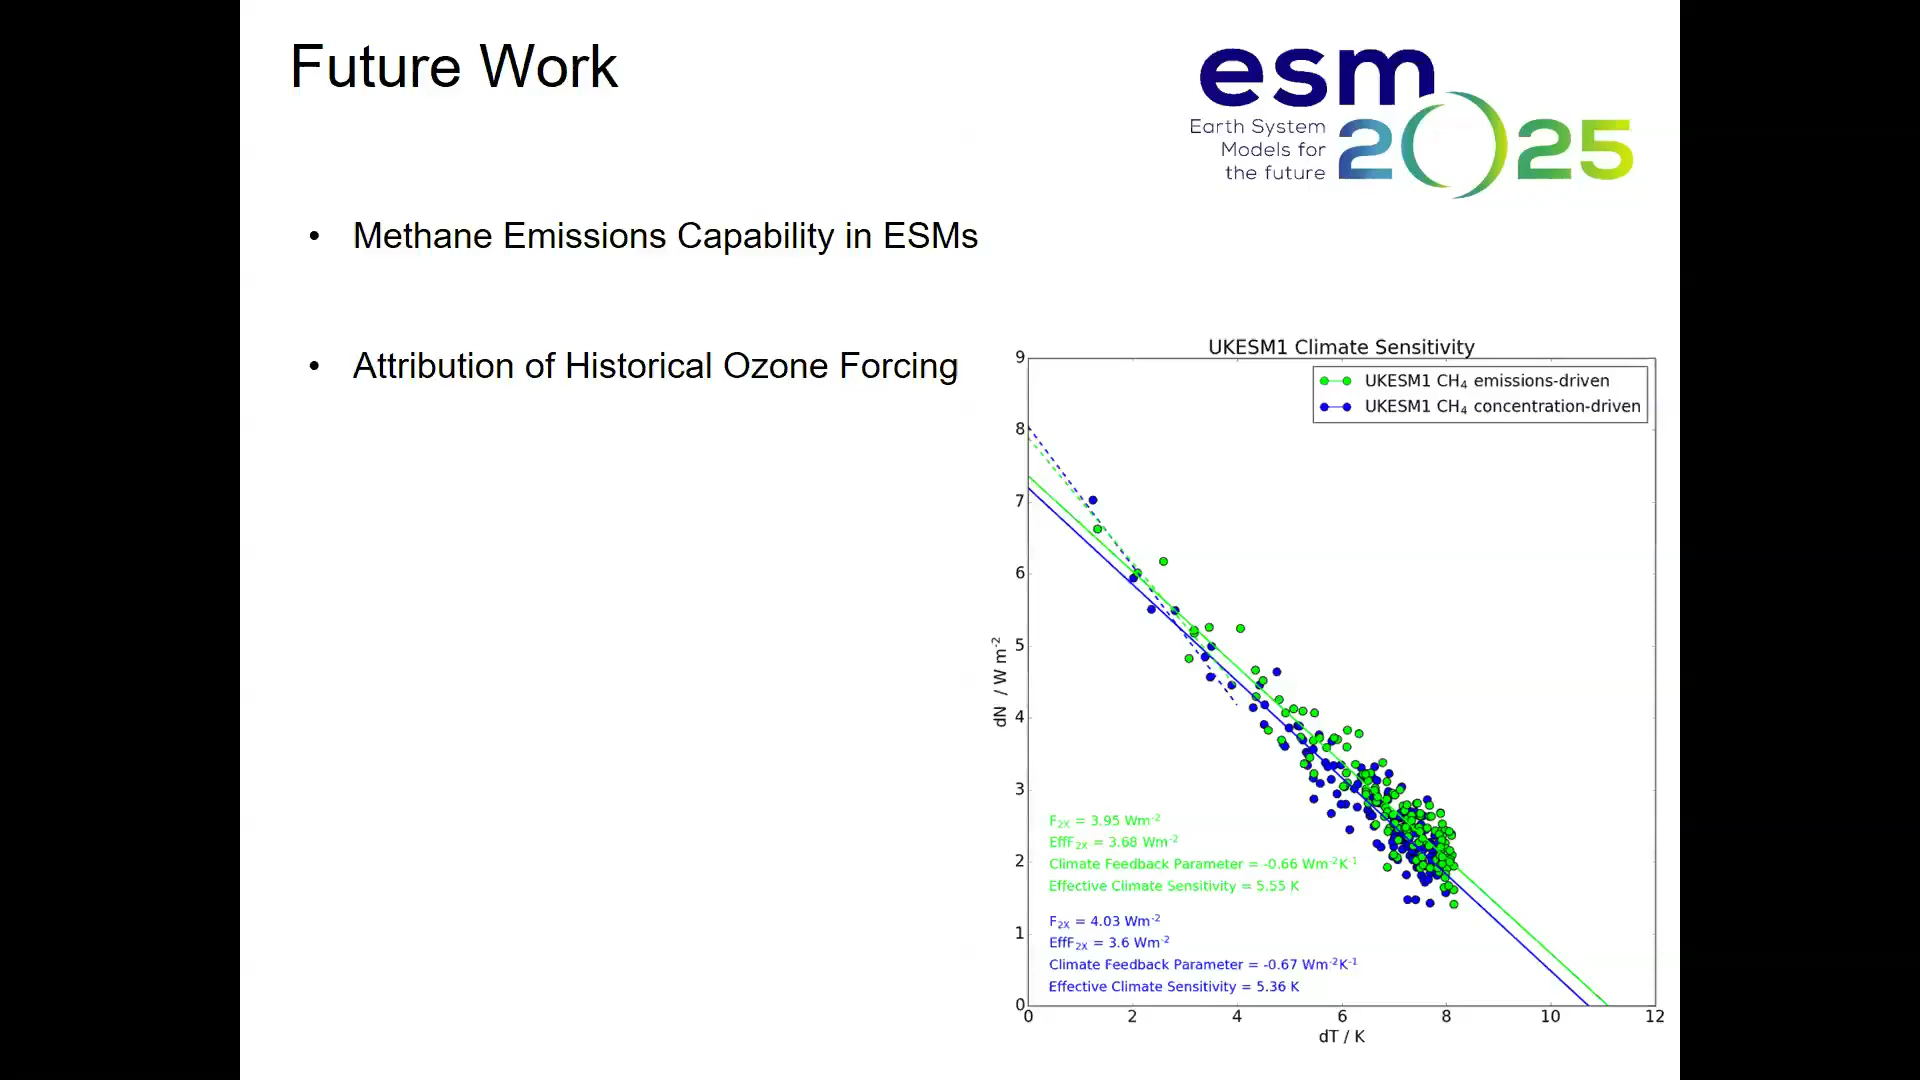 Future Work
esm
2025
Earth System
Models for
the future
• Methane Emissions Capability in ESMs
• Attribution of Historical Ozone Forcing
UKESM1 Climate Sensitivity
UKESM1 CH₄ emissions-driven
UKESM1 CH₄ concentration-driven
9
8
7
6
5
4
3
2
1
0
dN / W m⁻²
F₂ₓ = 3.95 Wm⁻²
EffF₂ₓ = 3.68 Wm⁻²
Climate Feedback Parameter = -0.66 Wm⁻²K⁻¹
Effective Climate Sensitivity = 5.55 K
F₂ₓ = 4.03 Wm⁻²
EffF₂ₓ = 3.6 Wm⁻²
Climate Feedback Parameter = -0.67 Wm⁻²K⁻¹
Effective Climate Sensitivity = 5.36 K
0 2 4 6 8 10 12
dT / K